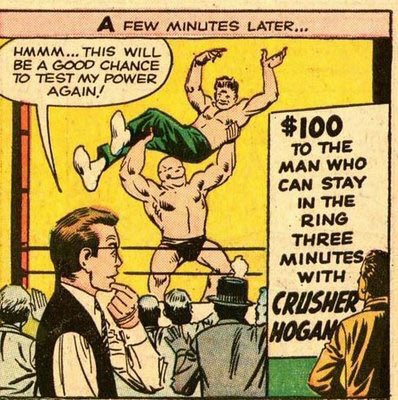 A FEW MINUTES LATER...
HMMM...THIS WILL
BE A GOOD CHANCE
TO TEST MY POWER
AGAIN!
$100
TO THE
MAN WHO
CAN STAY
IN THE
RING
THREE
MINUTES
WITH
CRUSHER
HOGAN